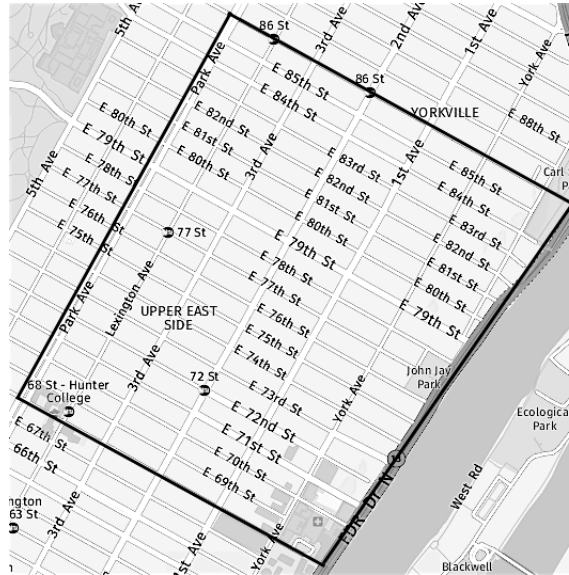 5th Ave
86 St
3rd Ave
2nd Ave
1st Ave
York Ave
Park Ave
E 85th St
E 84th St
86 St
YORKVILLE
E 88th St
E 80th St
E 79th St
E 78th St
E 77th St
E 76th St
E 75th St
5th Ave
E 82nd St
E 81st St
E 80th St
3rd Ave
E 83rd St
E 82nd St
E 81st St
E 80th St
E 79th St
E 78th St
E 77th St
E 76th St
E 75th St
E 74th St
E 73rd St
E 72nd St
E 71st St
E 70th St
E 69th St
1st Ave
E 85th St
E 84th St
E 83rd St
E 82nd St
E 81st St
E 80th St
E 79th St
Carl
P
77 St
Lexington Ave
Park Ave
UPPER EAST
SIDE
3rd Ave
72 St
68 St - Hunter
College
E 67th St
66th St
ngton
63 St
3rd Ave
1st Ave
York Ave
York Ave
John Jay
Park
FDR Dr N
West Rd
Ecologica
Park
Blackwell